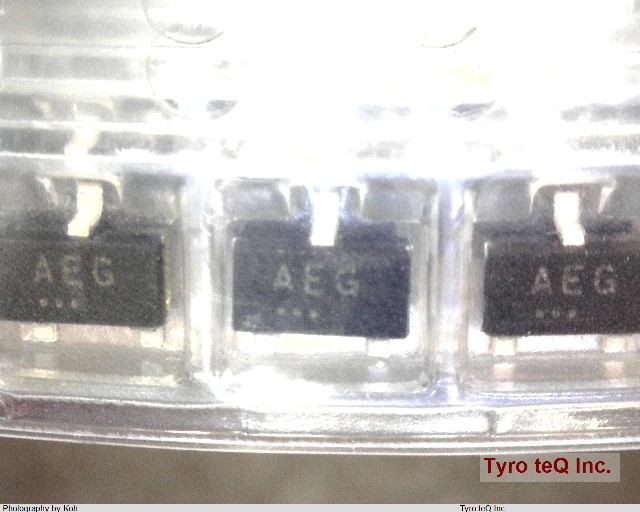 AEG
AEG
AEG
Tyro teQ Inc.
Photography by Koh
Tyro teQ Inc